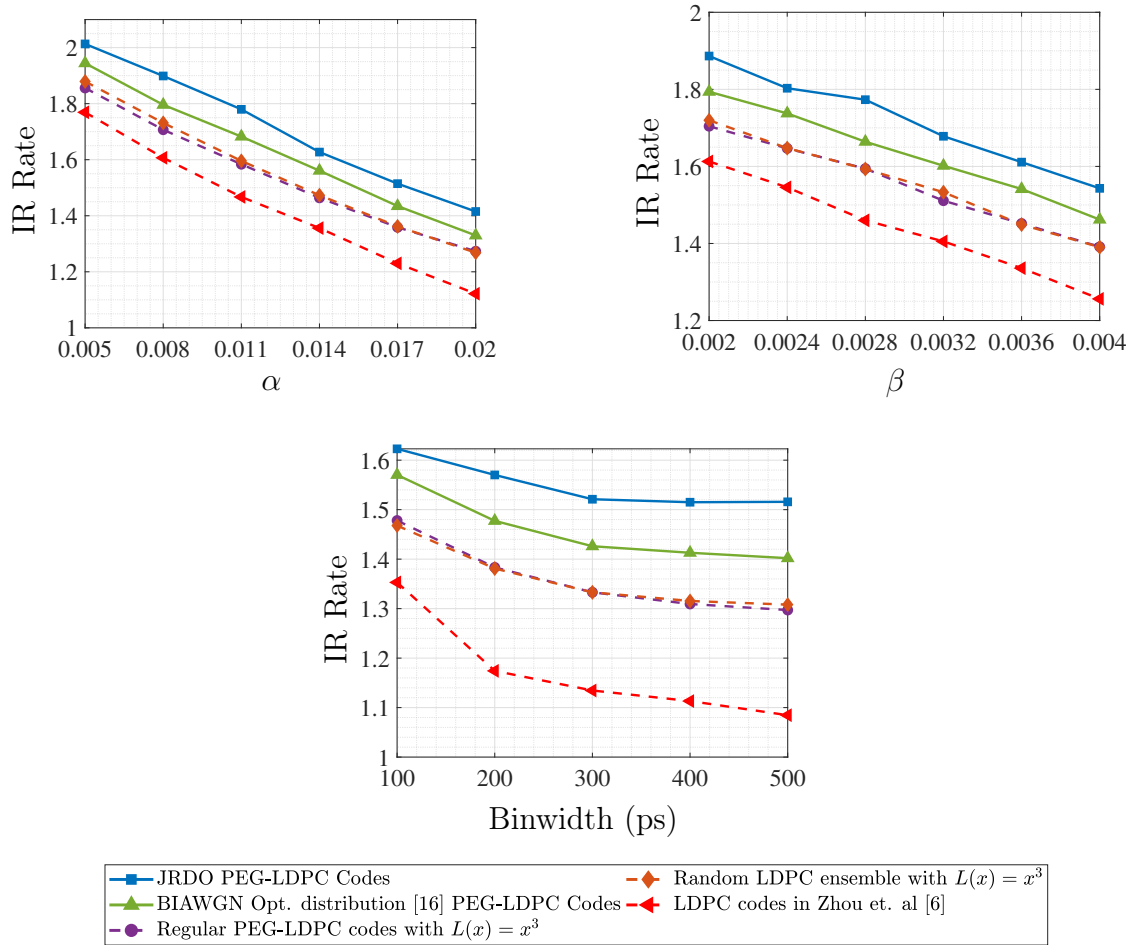 2
1.8
1.6
1.4
1.2
1
IR Rate
0.005 0.008 0.011 0.014 0.017 0.02
α
2
1.8
1.6
1.4
1.2
IR Rate
0.002 0.0024 0.0028 0.0032 0.0036 0.004
β
1.6
1.5
1.4
1.3
1.2
1.1
1
IR Rate
100 200 300 400 500
Binwidth (ps)
JRDO PEG-LDPC Codes
BIAWGN Opt. distribution [16] PEG-LDPC Codes
Regular PEG-LDPC codes with L(x) = x³
Random LDPC ensemble with L(x) = x³
LDPC codes in Zhou et. al [6]